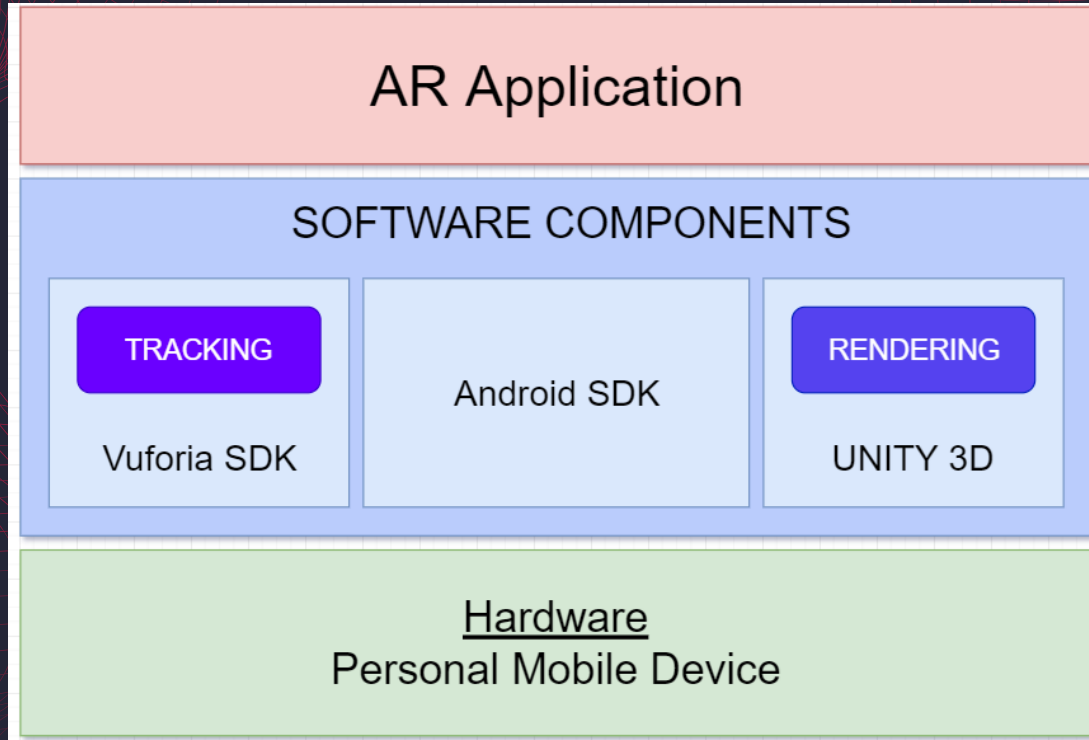 AR Application
SOFTWARE COMPONENTS
TRACKING
Vuforia SDK
Android SDK
RENDERING
UNITY 3D
Hardware
Personal Mobile Device